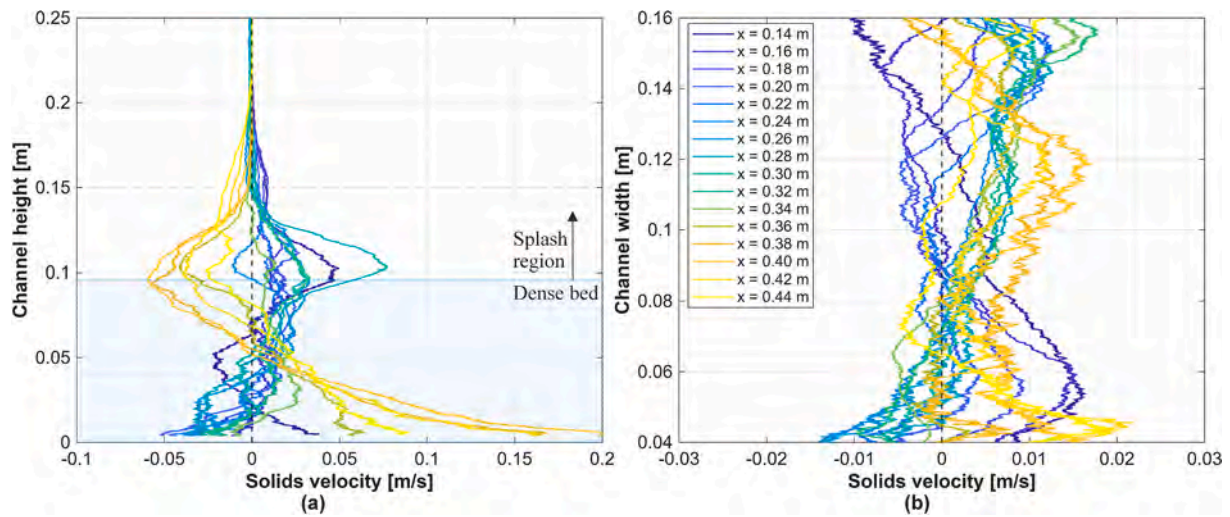 0.25
0.2
0.15
0.1
0.05
0
Channel height [m]
Splash
region
Dense bed
-0.1
-0.05
0
0.05
0.1
0.15
0.2
Solids velocity [m/s]
(a)
0.16
0.14
0.12
0.1
0.08
0.06
0.04
Channel width [m]
x = 0.14 m
x = 0.16 m
x = 0.18 m
x = 0.20 m
x = 0.22 m
x = 0.24 m
x = 0.26 m
x = 0.28 m
x = 0.30 m
x = 0.32 m
x = 0.34 m
x = 0.36 m
x = 0.38 m
x = 0.40 m
x = 0.42 m
x = 0.44 m
-0.03
-0.02
-0.01
0
0.01
0.02
0.03
Solids velocity [m/s]
(b)